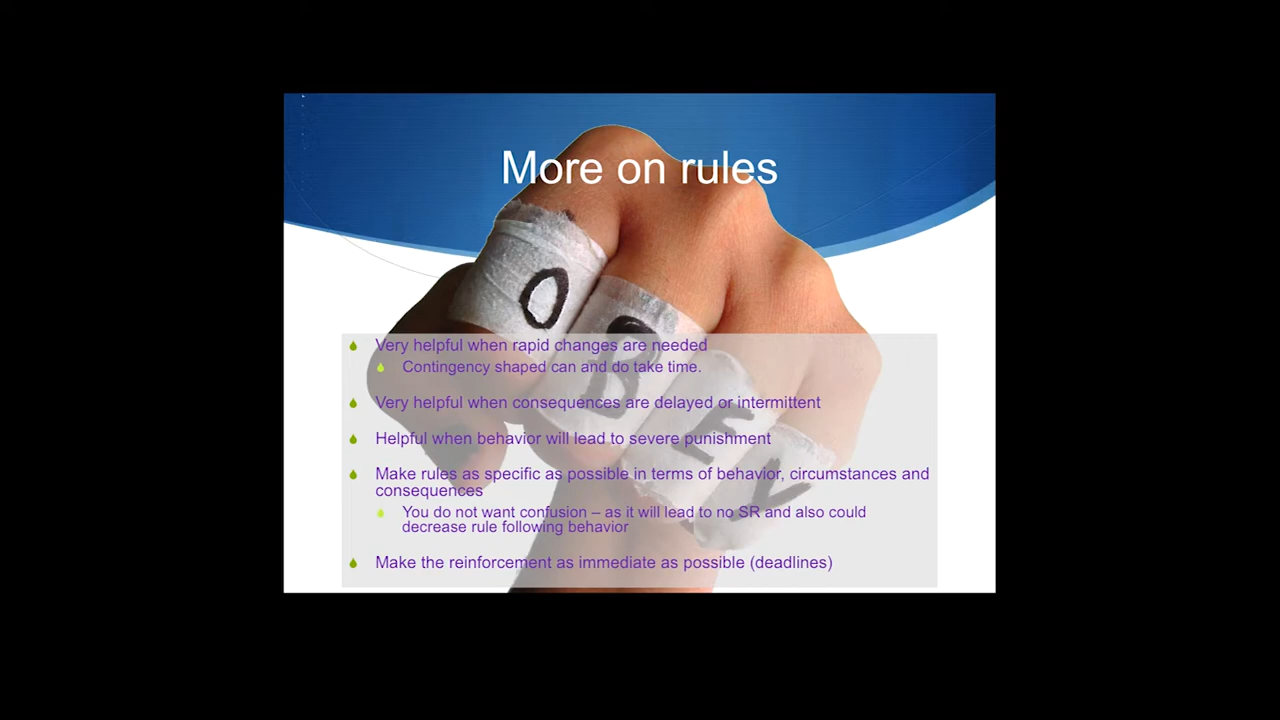 More on rules
O
B
E
Y
Very helpful when rapid changes are needed
Contingency shaped can and do take time.
Very helpful when consequences are delayed or intermittent
Helpful when behavior will lead to severe punishment
Make rules as specific as possible in terms of behavior, circumstances and
consequences
You do not want confusion – as it will lead to no SR and also could
decrease rule following behavior
Make the reinforcement as immediate as possible (deadlines)